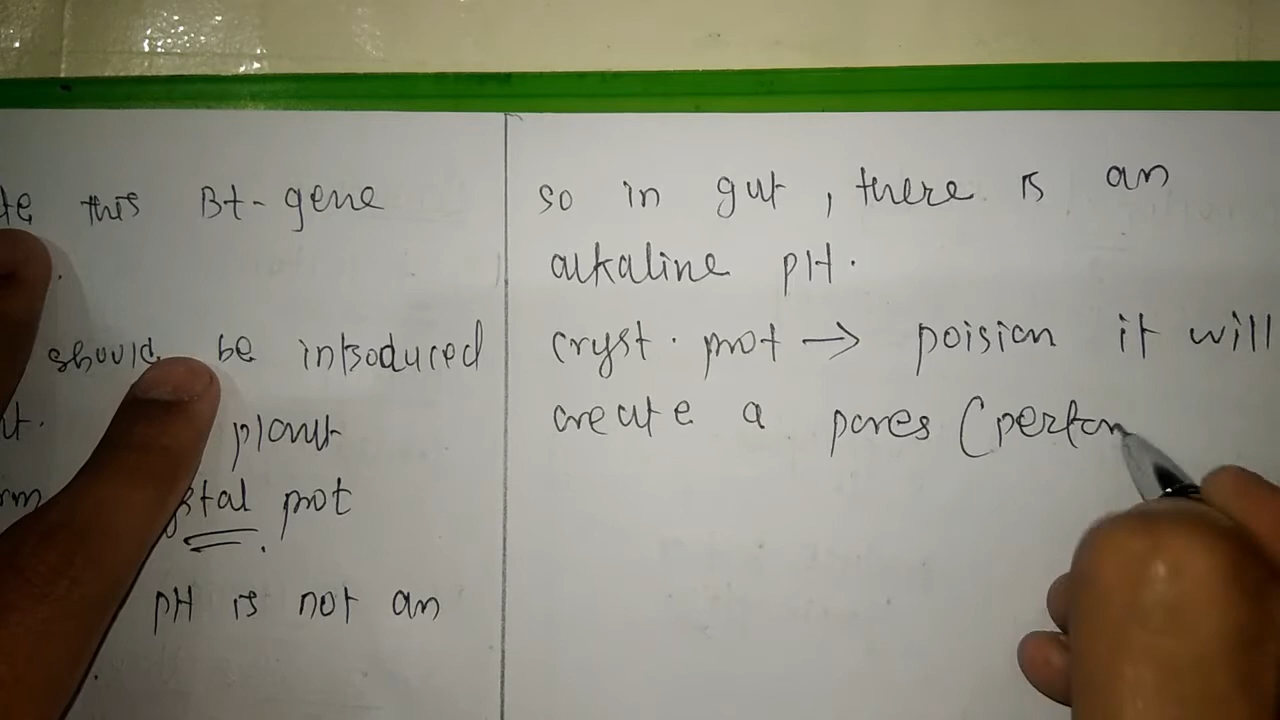 this Bt-gene
should be introduced
plant
prot
pH is not an
so in gut, there is an
alkaline pH.
cryst. prot → poision it will
create a pores (perfor